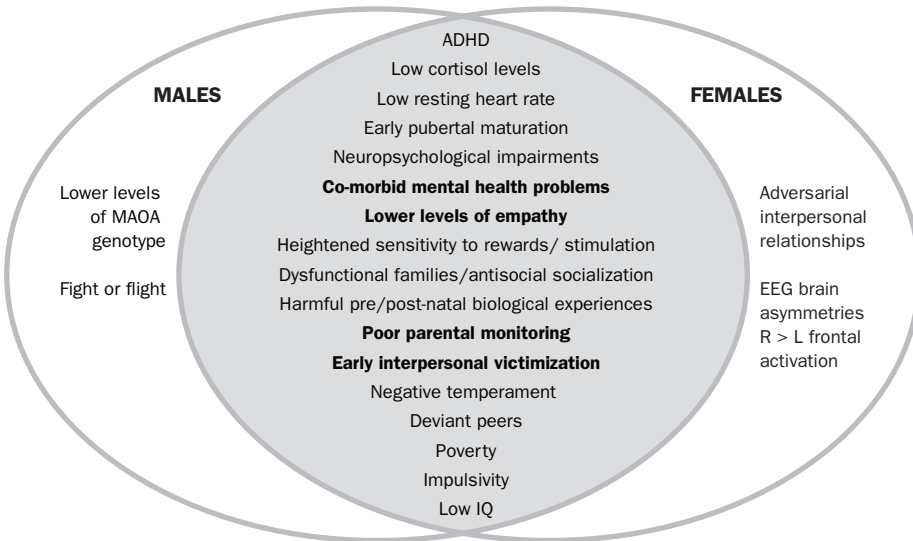 MALES
Lower levels
of MAOA
genotype
Fight or flight
ADHD
Low cortisol levels
Low resting heart rate
Early pubertal maturation
Neuropsychological impairments
Co-morbid mental health problems
Lower levels of empathy
Heightened sensitivity to rewards/ stimulation
Dysfunctional families/antisocial socialization
Harmful pre/post-natal biological experiences
Poor parental monitoring
Early interpersonal victimization
Negative temperament
Deviant peers
Poverty
Impulsivity
Low IQ
FEMALES
Adversarial
interpersonal
relationships
EEG brain
asymmetries
R > L frontal
activation